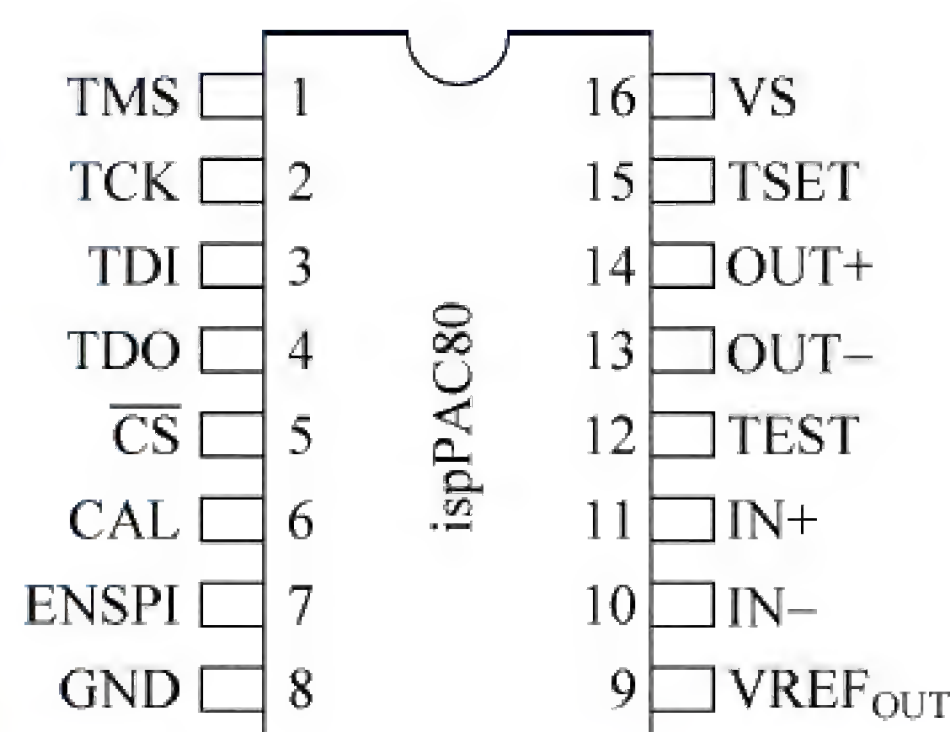 TMS 1 16 VS
TCK 2 15 TSET
TDI 3 14 OUT+
TDO 4 13 OUT–
C̅S̅ 5 12 TEST
CAL 6 11 IN+
ENSPI 7 10 IN–
GND 8 9 VREFOUT
ispPAC80